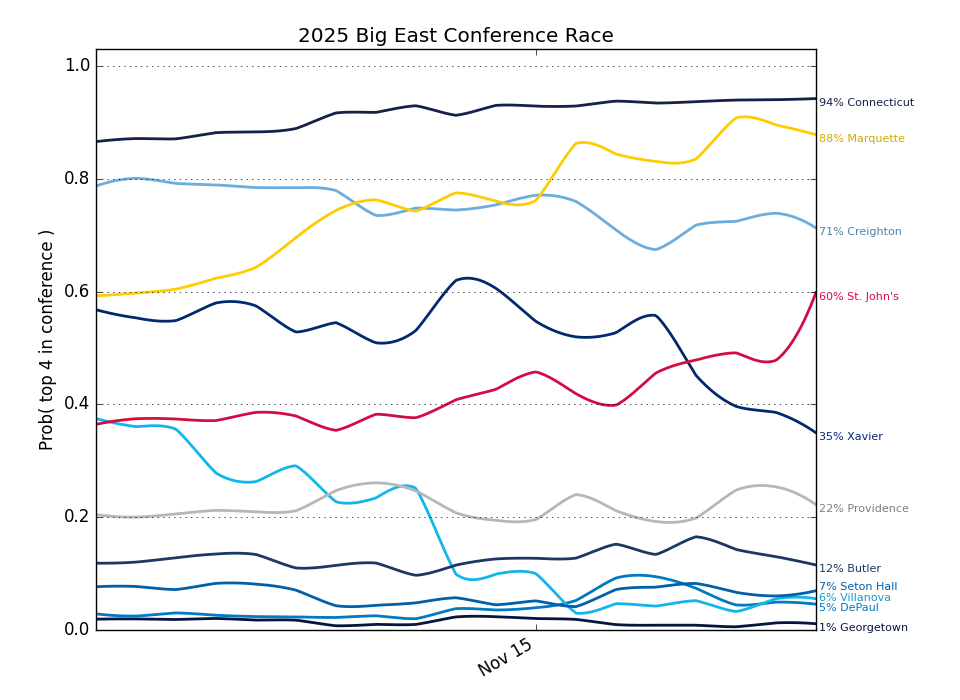 2025 Big East Conference Race
Prob( top 4 in conference )
1.0
0.8
0.6
0.4
0.2
0.0
Nov 15
94% Connecticut
88% Marquette
71% Creighton
60% St. John's
35% Xavier
22% Providence
12% Butler
7% Seton Hall
6% Villanova
5% DePaul
1% Georgetown